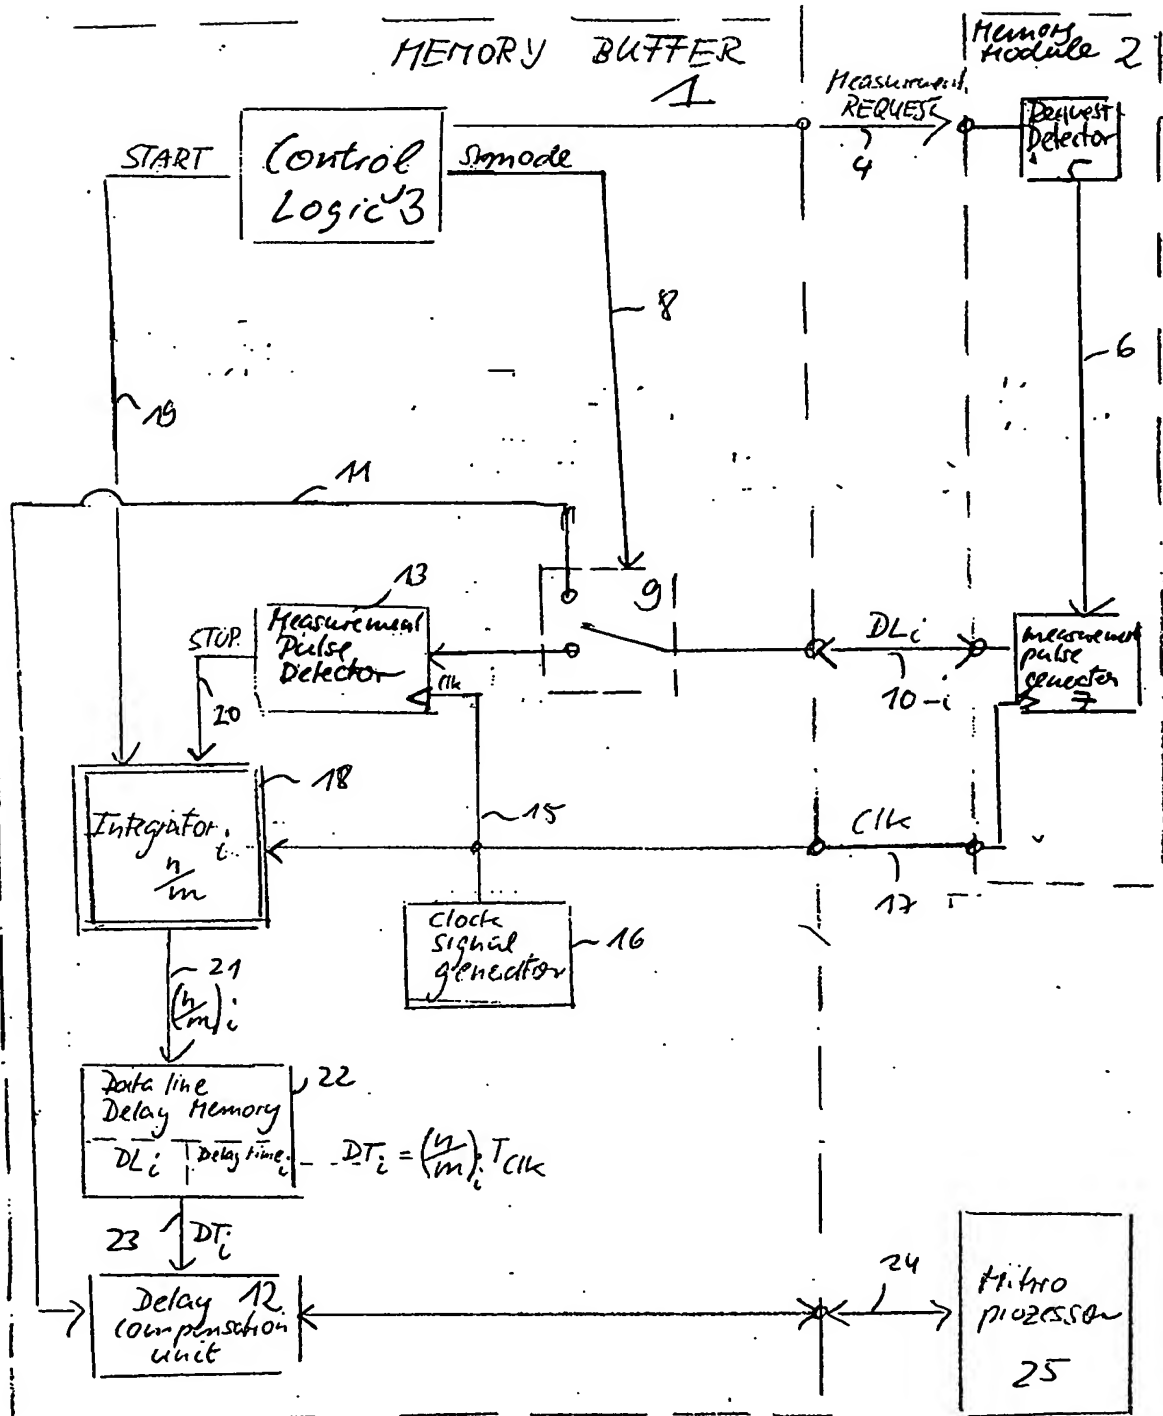 MEMORY BUFFER
1
Memory
Module 2
Measurement
REQUEST
4
Request
Detector
5
START
Control
Logic 3
8
6
19
11
9
13
Measurement
Pulse
Detector
Clk
STOP
20
DLi
10-i
measurement
pulse
generator
7
18
Integrator i
n/m
15
Clk
17
Clock
signal
generator
16
21
(n/m)i
Data line
Delay Memory
22
DLi Delay time i
DTi = (n/m)i TClk
23
DTi
Delay 12
compensation
unit
24
Mikro
prozessor
25